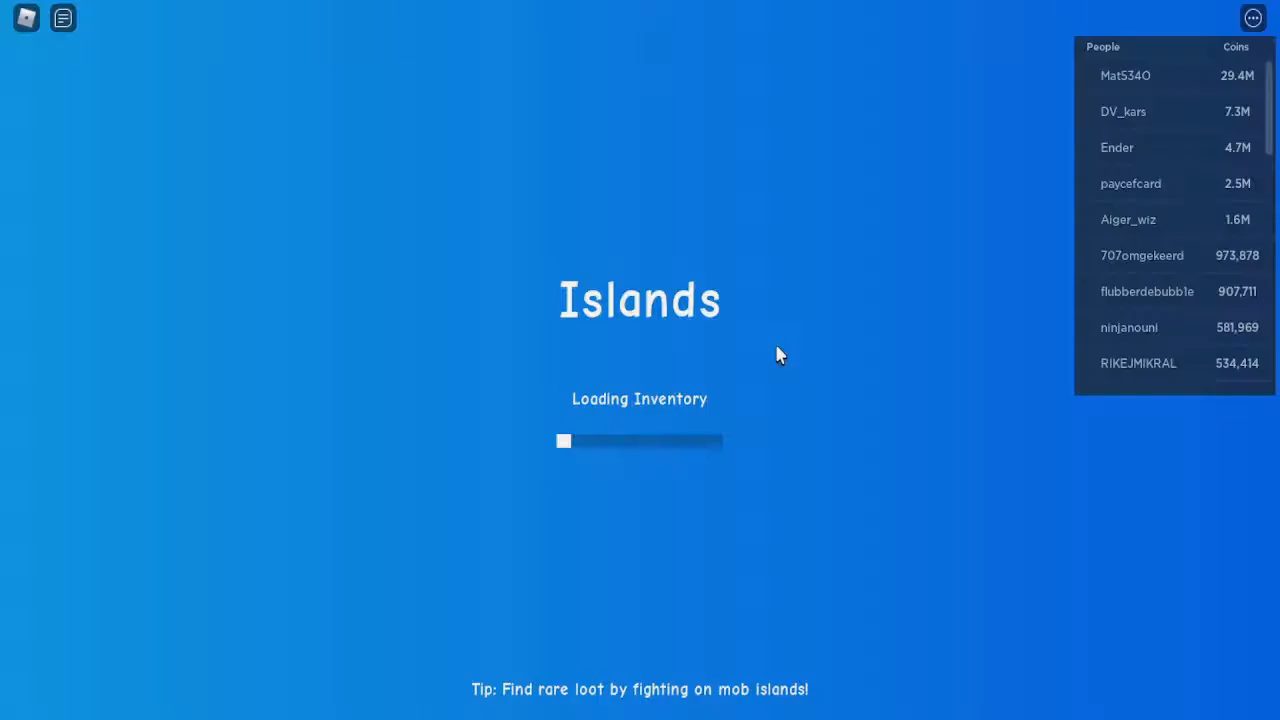 People Coins
Mat534O 29.4M
DV_kars 7.3M
Ender 4.7M
paycefcard 2.5M
Aiger_wiz 1.6M
707omgekeerd 973,878
flubberdebubb1e 907,711
ninjanouni 581,969
RIKEJMIKRAL 534,414
Islands
Loading Inventory
Tip: Find rare loot by fighting on mob islands!